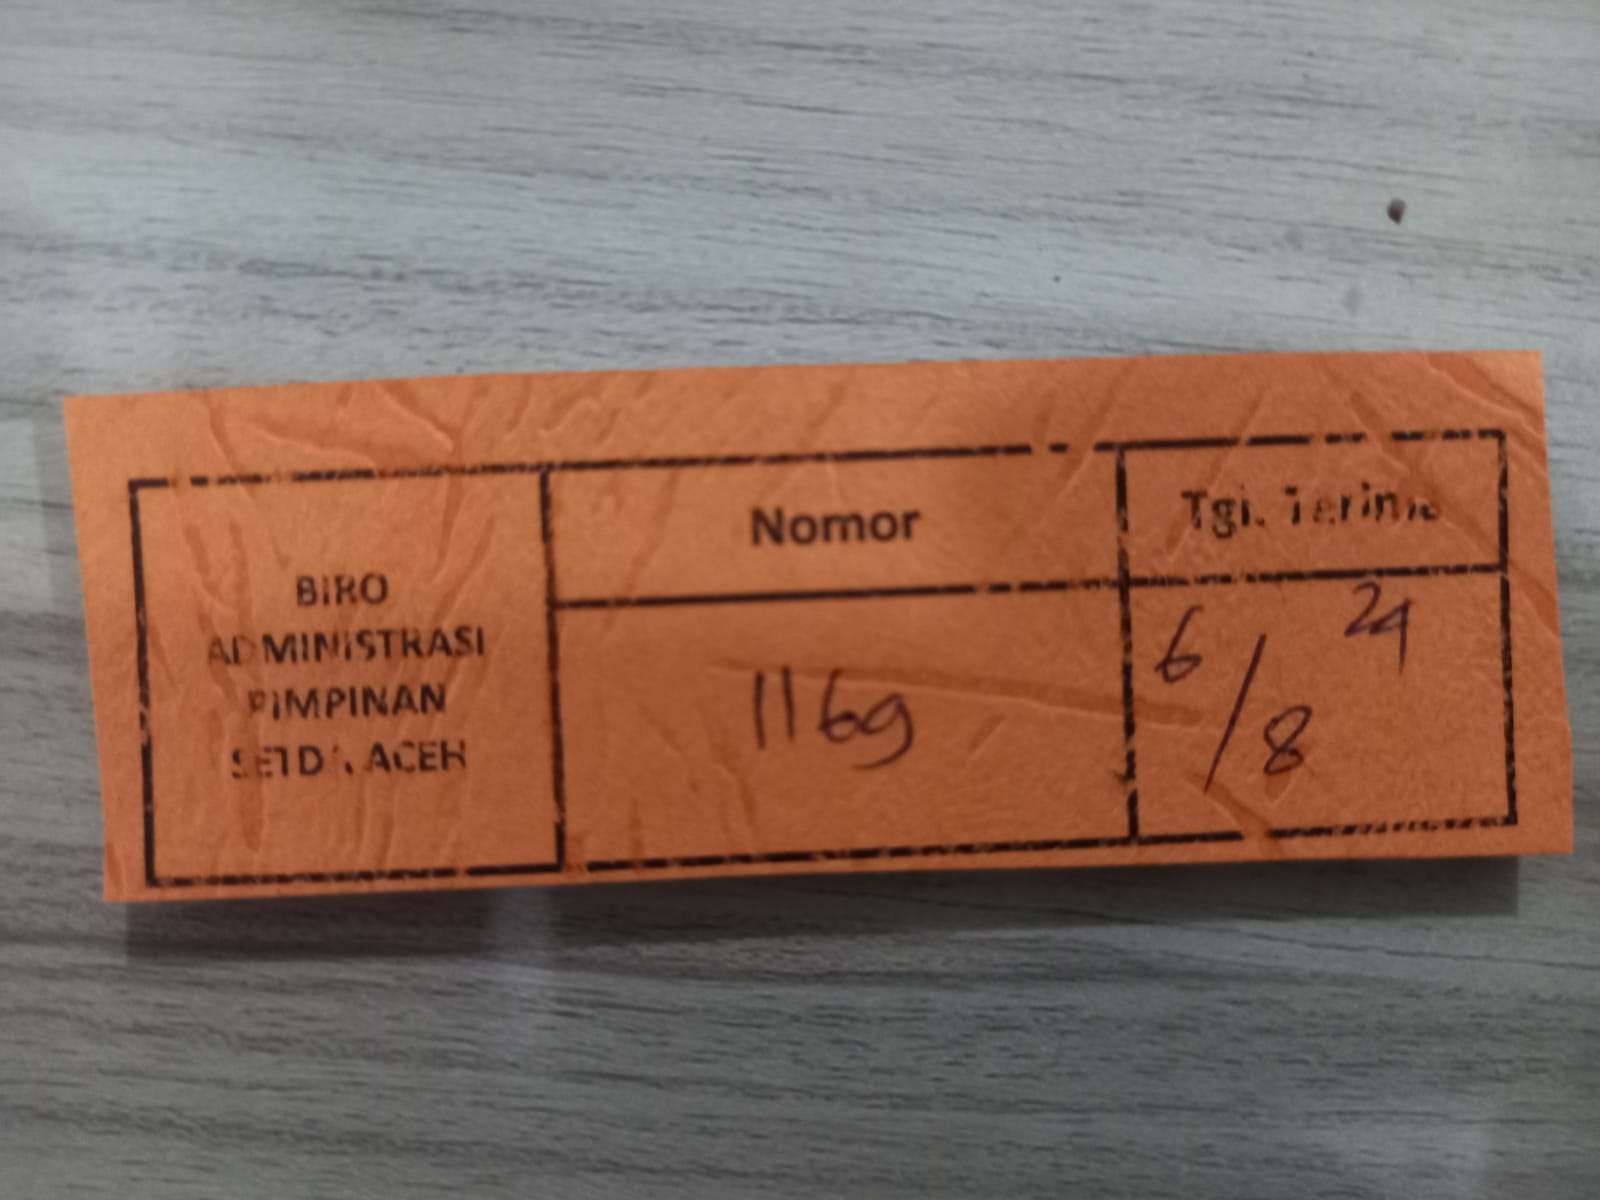 BIRO
ADMINISTRASI
PIMPINAN
SETDA ACEH
Nomor
1169
Tgl. Terima
6/8 24